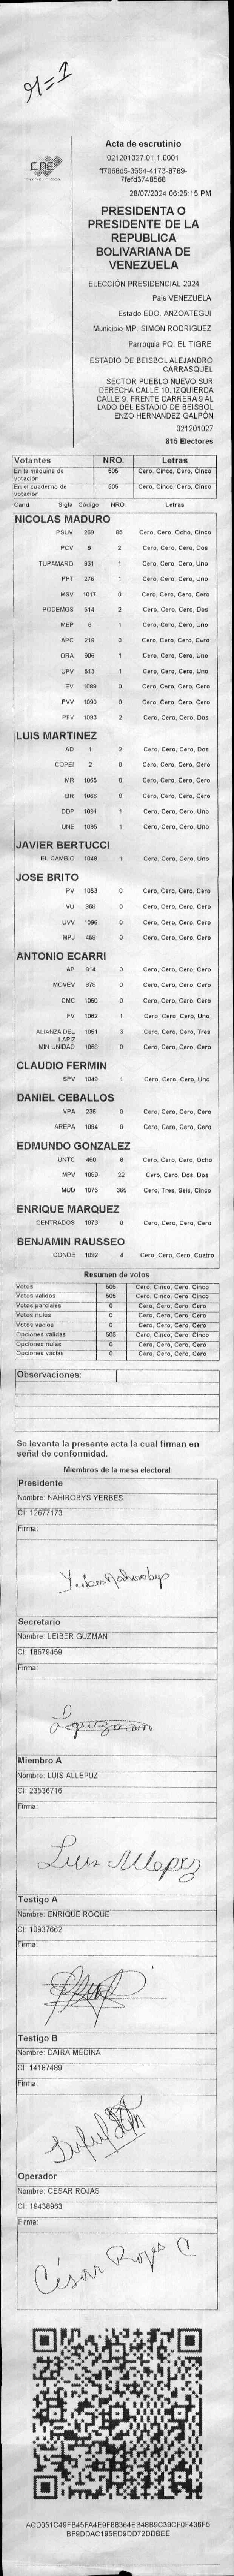 M=1
CNE
Acta de escrutinio
021201027.01.1.0001
ff7068d5-3554-4173-8789-
7fefd3748568
28/07/2024 06:25:15 PM
PRESIDENTA O
PRESIDENTE DE LA
REPUBLICA
BOLIVARIANA DE
VENEZUELA
ELECCIÓN PRESIDENCIAL 2024
Pais VENEZUELA
Estado EDO. ANZOATEGUI
Municipio MP. SIMON RODRIGUEZ
Parroquia PQ. EL TIGRE
ESTADIO DE BEISBOL ALEJANDRO
CARRASQUEL
SECTOR PUEBLO NUEVO SUR
DERECHA CALLE 10. IZQUIERDA
CALLE 9. FRENTE CARRERA 9 AL
LADO DEL ESTADIO DE BEISBOL
ENZO HERNANDEZ GALPÓN
021201027
815 Electores
Votantes NRO. Letras
En la maquina de votación 505 Cero, Cinco, Cero, Cinco
En el cuaderno de votación 505 Cero, Cinco, Cero, Cinco
Cand Sigla Código NRO. Letras
NICOLAS MADURO
PSUV 269 85 Cero, Cero, Ocho, Cinco
PCV 9 2 Cero, Cero, Cero, Dos
TUPAMARO 931 1 Cero, Cero, Cero, Uno
PPT 276 1 Cero, Cero, Cero, Uno
MSV 1017 0 Cero, Cero, Cero, Cero
PODEMOS 514 2 Cero, Cero, Cero, Dos
MEP 6 1 Cero, Cero, Cero, Uno
APC 219 0 Cero, Cero, Cero, Cero
ORA 906 1 Cero, Cero, Cero, Uno
UPV 513 1 Cero, Cero, Cero, Uno
EV 1089 0 Cero, Cero, Cero, Cero
PVV 1090 0 Cero, Cero, Cero, Cero
PFV 1093 2 Cero, Cero, Cero, Dos
LUIS MARTINEZ
AD 1 2 Cero, Cero, Cero, Dos
COPEI 2 0 Cero, Cero, Cero, Cero
MR 1065 0 Cero, Cero, Cero, Cero
BR 1066 0 Cero, Cero, Cero, Cero
DDP 1091 1 Cero, Cero, Cero, Uno
UNE 1095 1 Cero, Cero, Cero, Uno
JAVIER BERTUCCI
EL CAMBIO 1048 1 Cero, Cero, Cero, Uno
JOSE BRITO
PV 1053 0 Cero, Cero, Cero, Cero
VU 868 0 Cero, Cero, Cero, Cero
UVV 1096 0 Cero, Cero, Cero, Cero
MPJ 458 0 Cero, Cero, Cero, Cero
ANTONIO ECARRI
AP 814 0 Cero, Cero, Cero, Cero
MOVEV 976 0 Cero, Cero, Cero, Cero
CMC 1050 0 Cero, Cero, Cero, Cero
FV 1062 1 Cero, Cero, Cero, Uno
ALIANZA DEL LAPIZ 1051 3 Cero, Cero, Cero, Tres
MIN UNIDAD 1058 0 Cero, Cero, Cero, Cero
CLAUDIO FERMIN
SPV 1049 1 Cero, Cero, Cero, Uno
DANIEL CEBALLOS
VPA 236 0 Cero, Cero, Cero, Cero
AREPA 1094 0 Cero, Cero, Cero, Cero
EDMUNDO GONZALEZ
UNTC 460 8 Cero, Cero, Cero, Ocho
MPV 1069 22 Cero, Cero, Dos, Dos
MUD 1075 365 Cero, Tres, Seis, Cinco
ENRIQUE MARQUEZ
CENTRADOS 1073 0 Cero, Cero, Cero, Cero
BENJAMIN RAUSSEO
CONDE 1092 4 Cero, Cero, Cero, Cuatro
Resumen de votos
Votos 505 Cero, Cinco, Cero, Cinco
Votos validos 505 Cero, Cinco, Cero, Cinco
Votos parciales 0 Cero, Cero, Cero, Cero
Votos nulos 0 Cero, Cero, Cero, Cero
Votos vacios 0 Cero, Cero, Cero, Cero
Opciones validas 505 Cero, Cinco, Cero, Cinco
Opciones nulas 0 Cero, Cero, Cero, Cero
Opciones vacias 0 Cero, Cero, Cero, Cero
Observaciones:
Se levanta la presente acta la cual firman en
señal de conformidad.
Miembros de la mesa electoral
Presidente
Nombre: NAHIROBYS YERBES
CI: 12677173
Firma:
Secretario
Nombre: LEIBER GUZMAN
CI: 18679459
Firma:
Miembro A
Nombre: LUIS ALLEPUZ
CI: 23536716
Firma:
Luis Allepuz
Testigo A
Nombre: ENRIQUE ROQUE
CI: 10937662
Firma:
Testigo B
Nombre: DAIRA MEDINA
CI: 14187489
Firma:
Operador
Nombre: CESAR ROJAS
CI: 19438963
Firma:
César Rojas C
ACD051C49FB45FA4E9F88364EB48B9C39CF0F436F5
BF9DDAC195ED9DD72DDBEE